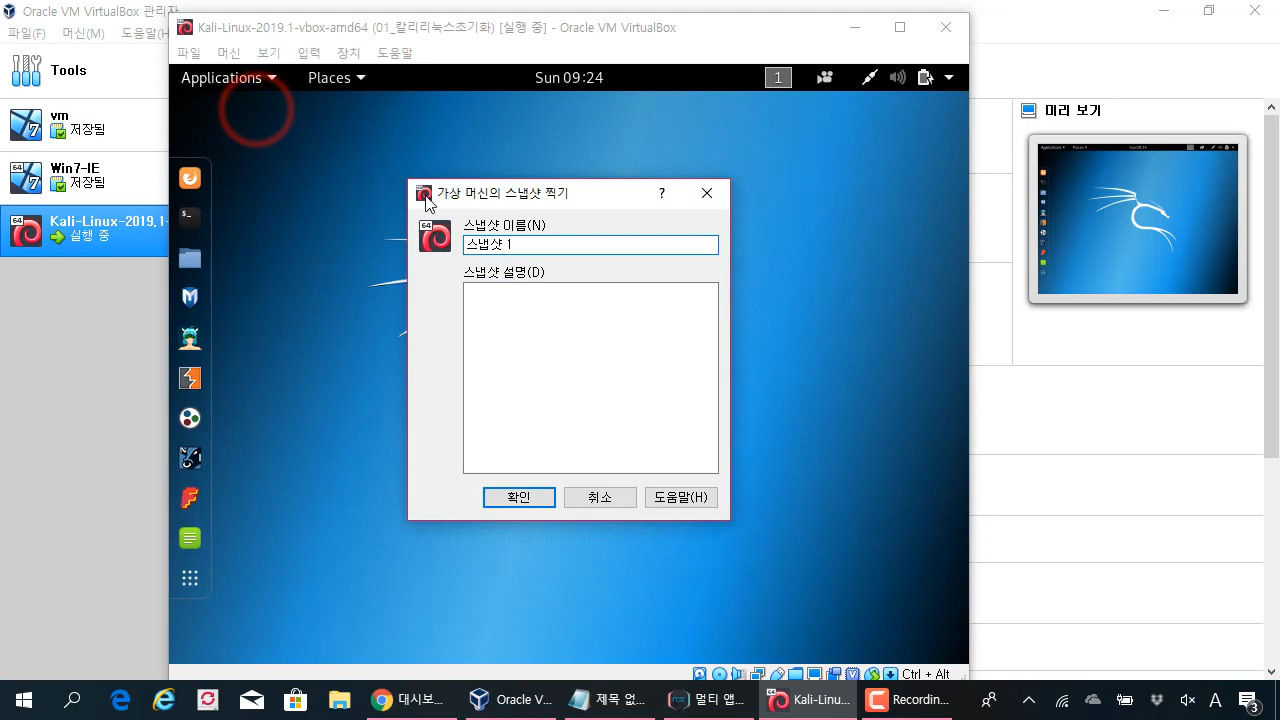 Oracle VM VirtualBox 관리자
파일(F) 머신(M) 도움말(H
Tools
vm
저장됨
64
Win7-IE
저장됨
64
Kali-Linux-2019.1-
실행 중
Kali-Linux-2019.1-vbox-amd64 (01_칼리리눅스초기화) [실행 중] - Oracle VM VirtualBox
파일 머신 보기 입력 장치 도움말
Applications Places Sun 09:24 1
가상 머신의 스냅샷 찍기 ?
64
스냅샷 이름(N)
스냅샷 1
스냅샷 설명(D)
확인 취소 도움말(H)
미리 보기
Ctrl + Alt
대시보... Oracle V... 제목 없... 멀티 앱... Kali-Linu... Recordin... A 3